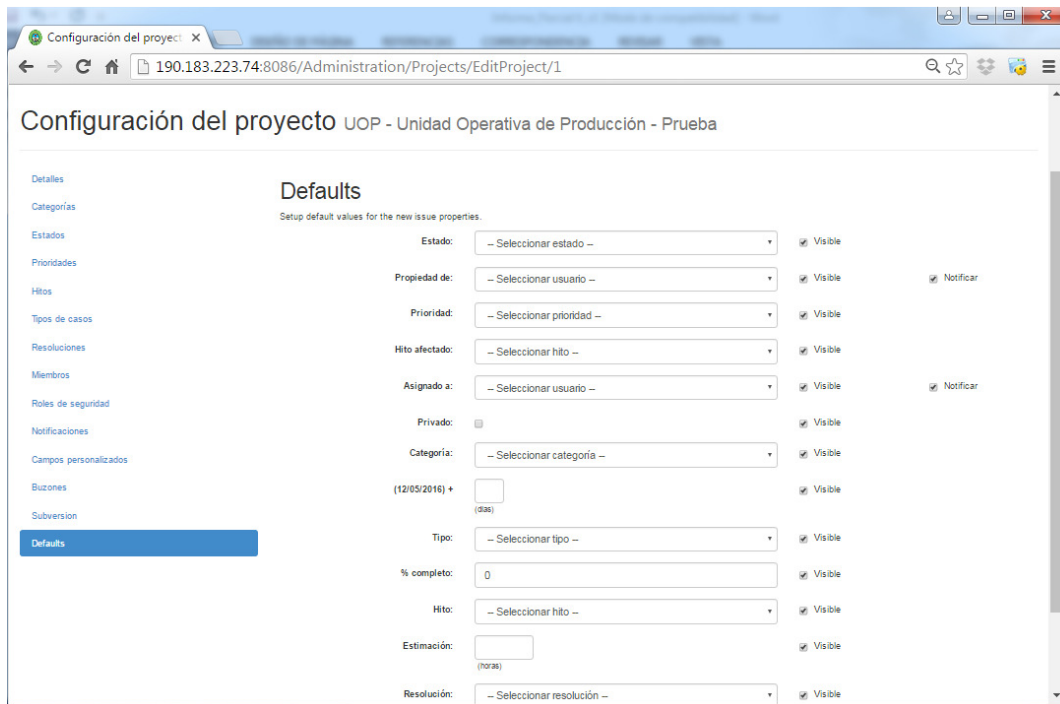 Configuración del proyect
190.183.223.74:8086/Administration/Projects/EditProject/1
Configuración del proyecto UOP - Unidad Operativa de Producción - Prueba
Detalles
Categorías
Estados
Prioridades
Hitos
Tipos de casos
Resoluciones
Miembros
Roles de seguridad
Notificaciones
Campos personalizados
Buzones
Subversion
Defaults
Defaults
Setup default values for the new issue properties.
Estado: -- Seleccionar estado -- Visible
Propiedad de: -- Seleccionar usuario -- Visible Notificar
Prioridad: -- Seleccionar prioridad -- Visible
Hito afectado: -- Seleccionar hito -- Visible
Asignado a: -- Seleccionar usuario -- Visible Notificar
Privado: Visible
Categoría: -- Seleccionar categoría -- Visible
(12/05/2016) + Visible
(días)
Tipo: -- Seleccionar tipo -- Visible
% completo: 0 Visible
Hito: -- Seleccionar hito -- Visible
Estimación: Visible
(horas)
Resolución: -- Seleccionar resolución -- Visible